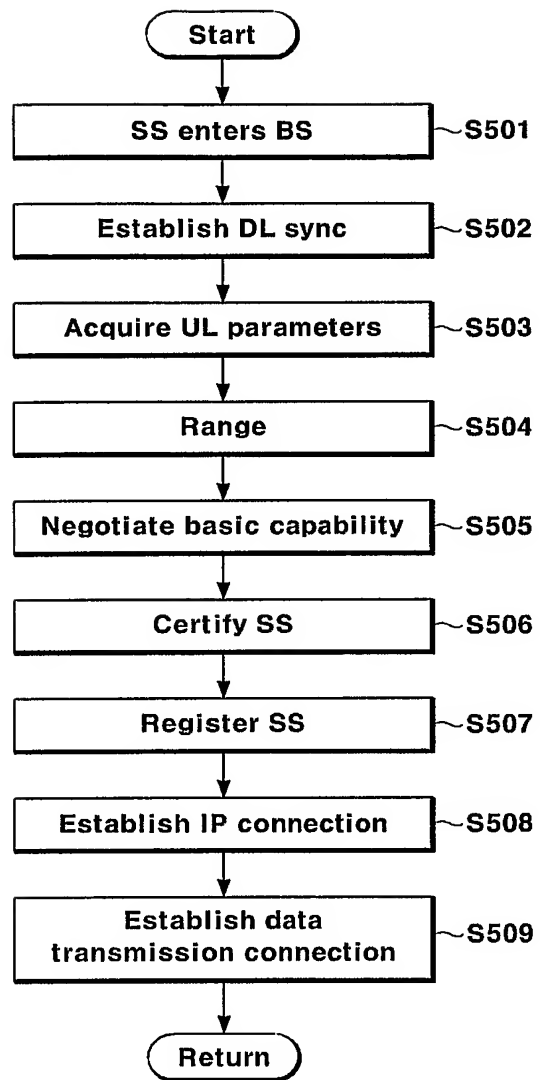 Start
SS enters BS
S501
Establish DL sync
S502
Acquire UL parameters
S503
Range
S504
Negotiate basic capability
S505
Certify SS
S506
Register SS
S507
Establish IP connection
S508
Establish data
transmission connection
S509
Return